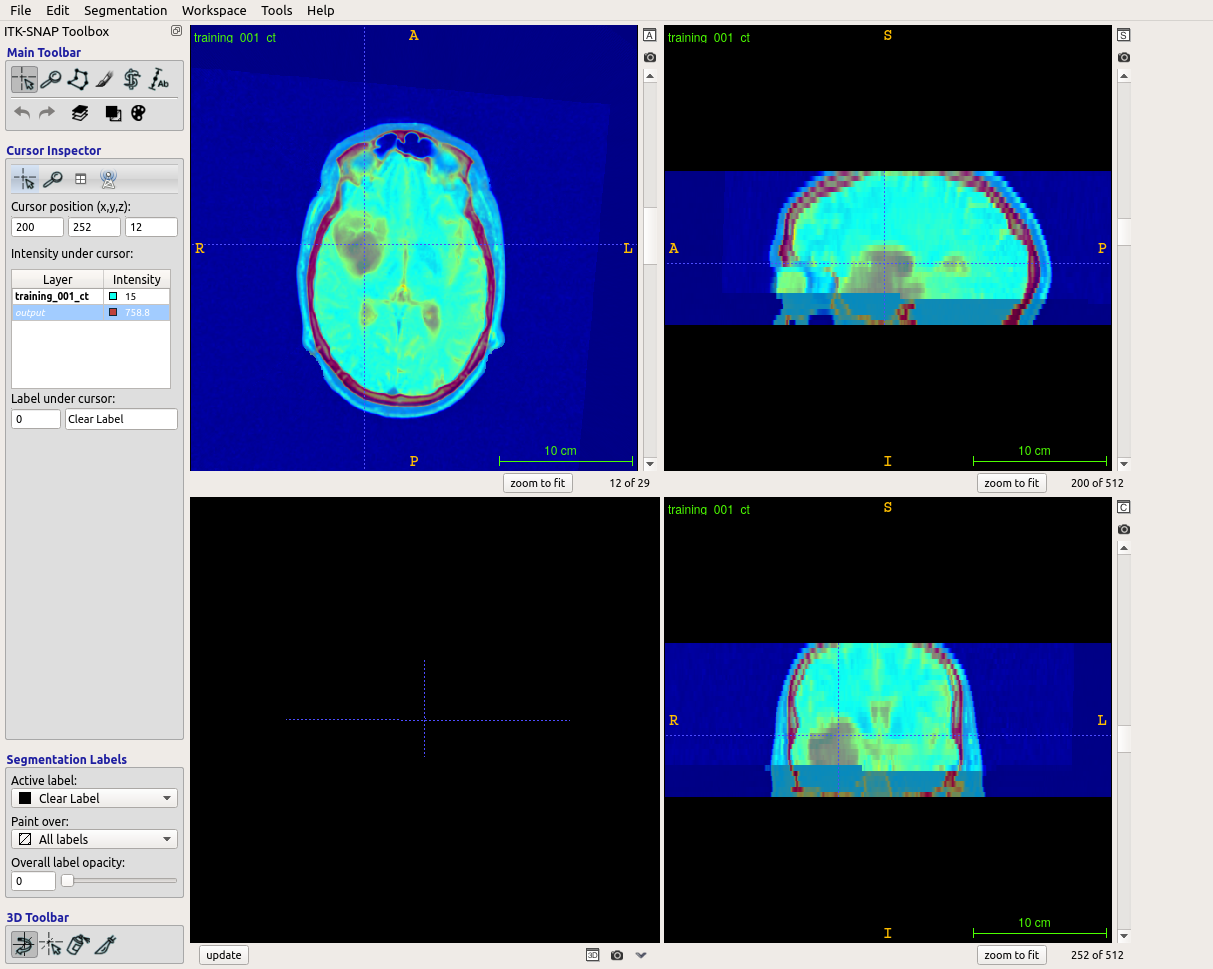 File Edit Segmentation Workspace Tools Help
ITK-SNAP Toolbox
Main Toolbar
Ab
Cursor Inspector
Cursor position (x,y,z):
200 252 12
Intensity under cursor:
Layer Intensity
training_001_ct 15
output 758.8
Label under cursor:
0 Clear Label
Segmentation Labels
Active label:
Clear Label
Paint over:
All labels
Overall label opacity:
0
3D Toolbar
training_001_ct
A
R
L
P
10 cm
A
zoom to fit 12 of 29
training_001_ct
S
A
P
I
10 cm
S
zoom to fit 200 of 512
update
3D
training_001_ct
S
R
L
I
10 cm
C
zoom to fit 252 of 512